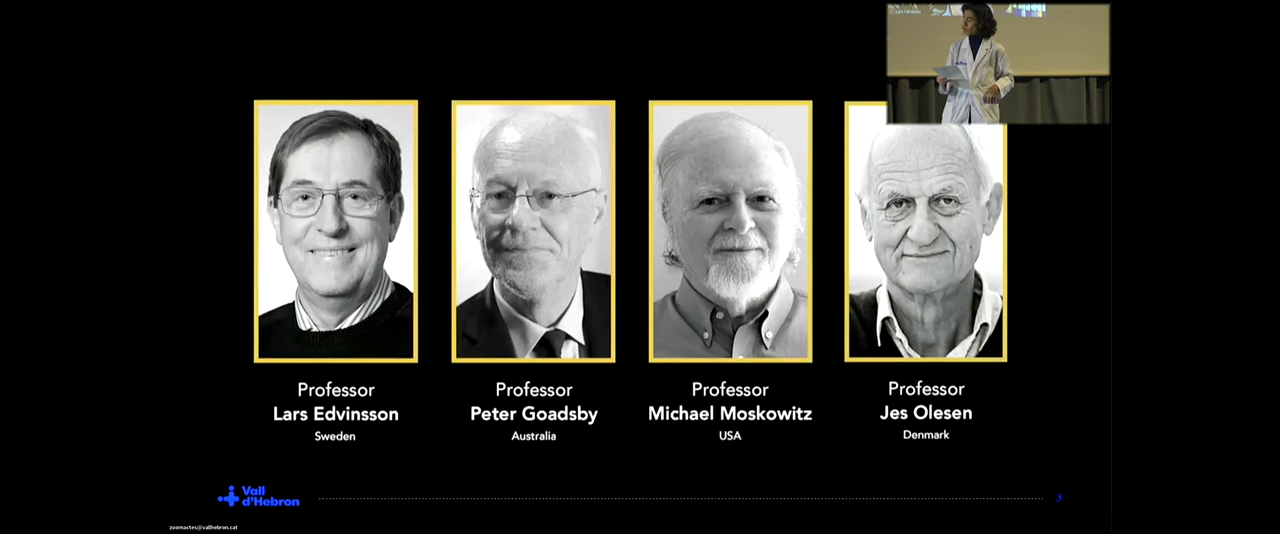 Professor
Lars Edvinsson
Sweden
Professor
Peter Goadsby
Australia
Professor
Michael Moskowitz
USA
Professor
Jes Olesen
Denmark
Vall
d'Hebron
3
zoomactes@vallhebron.cat